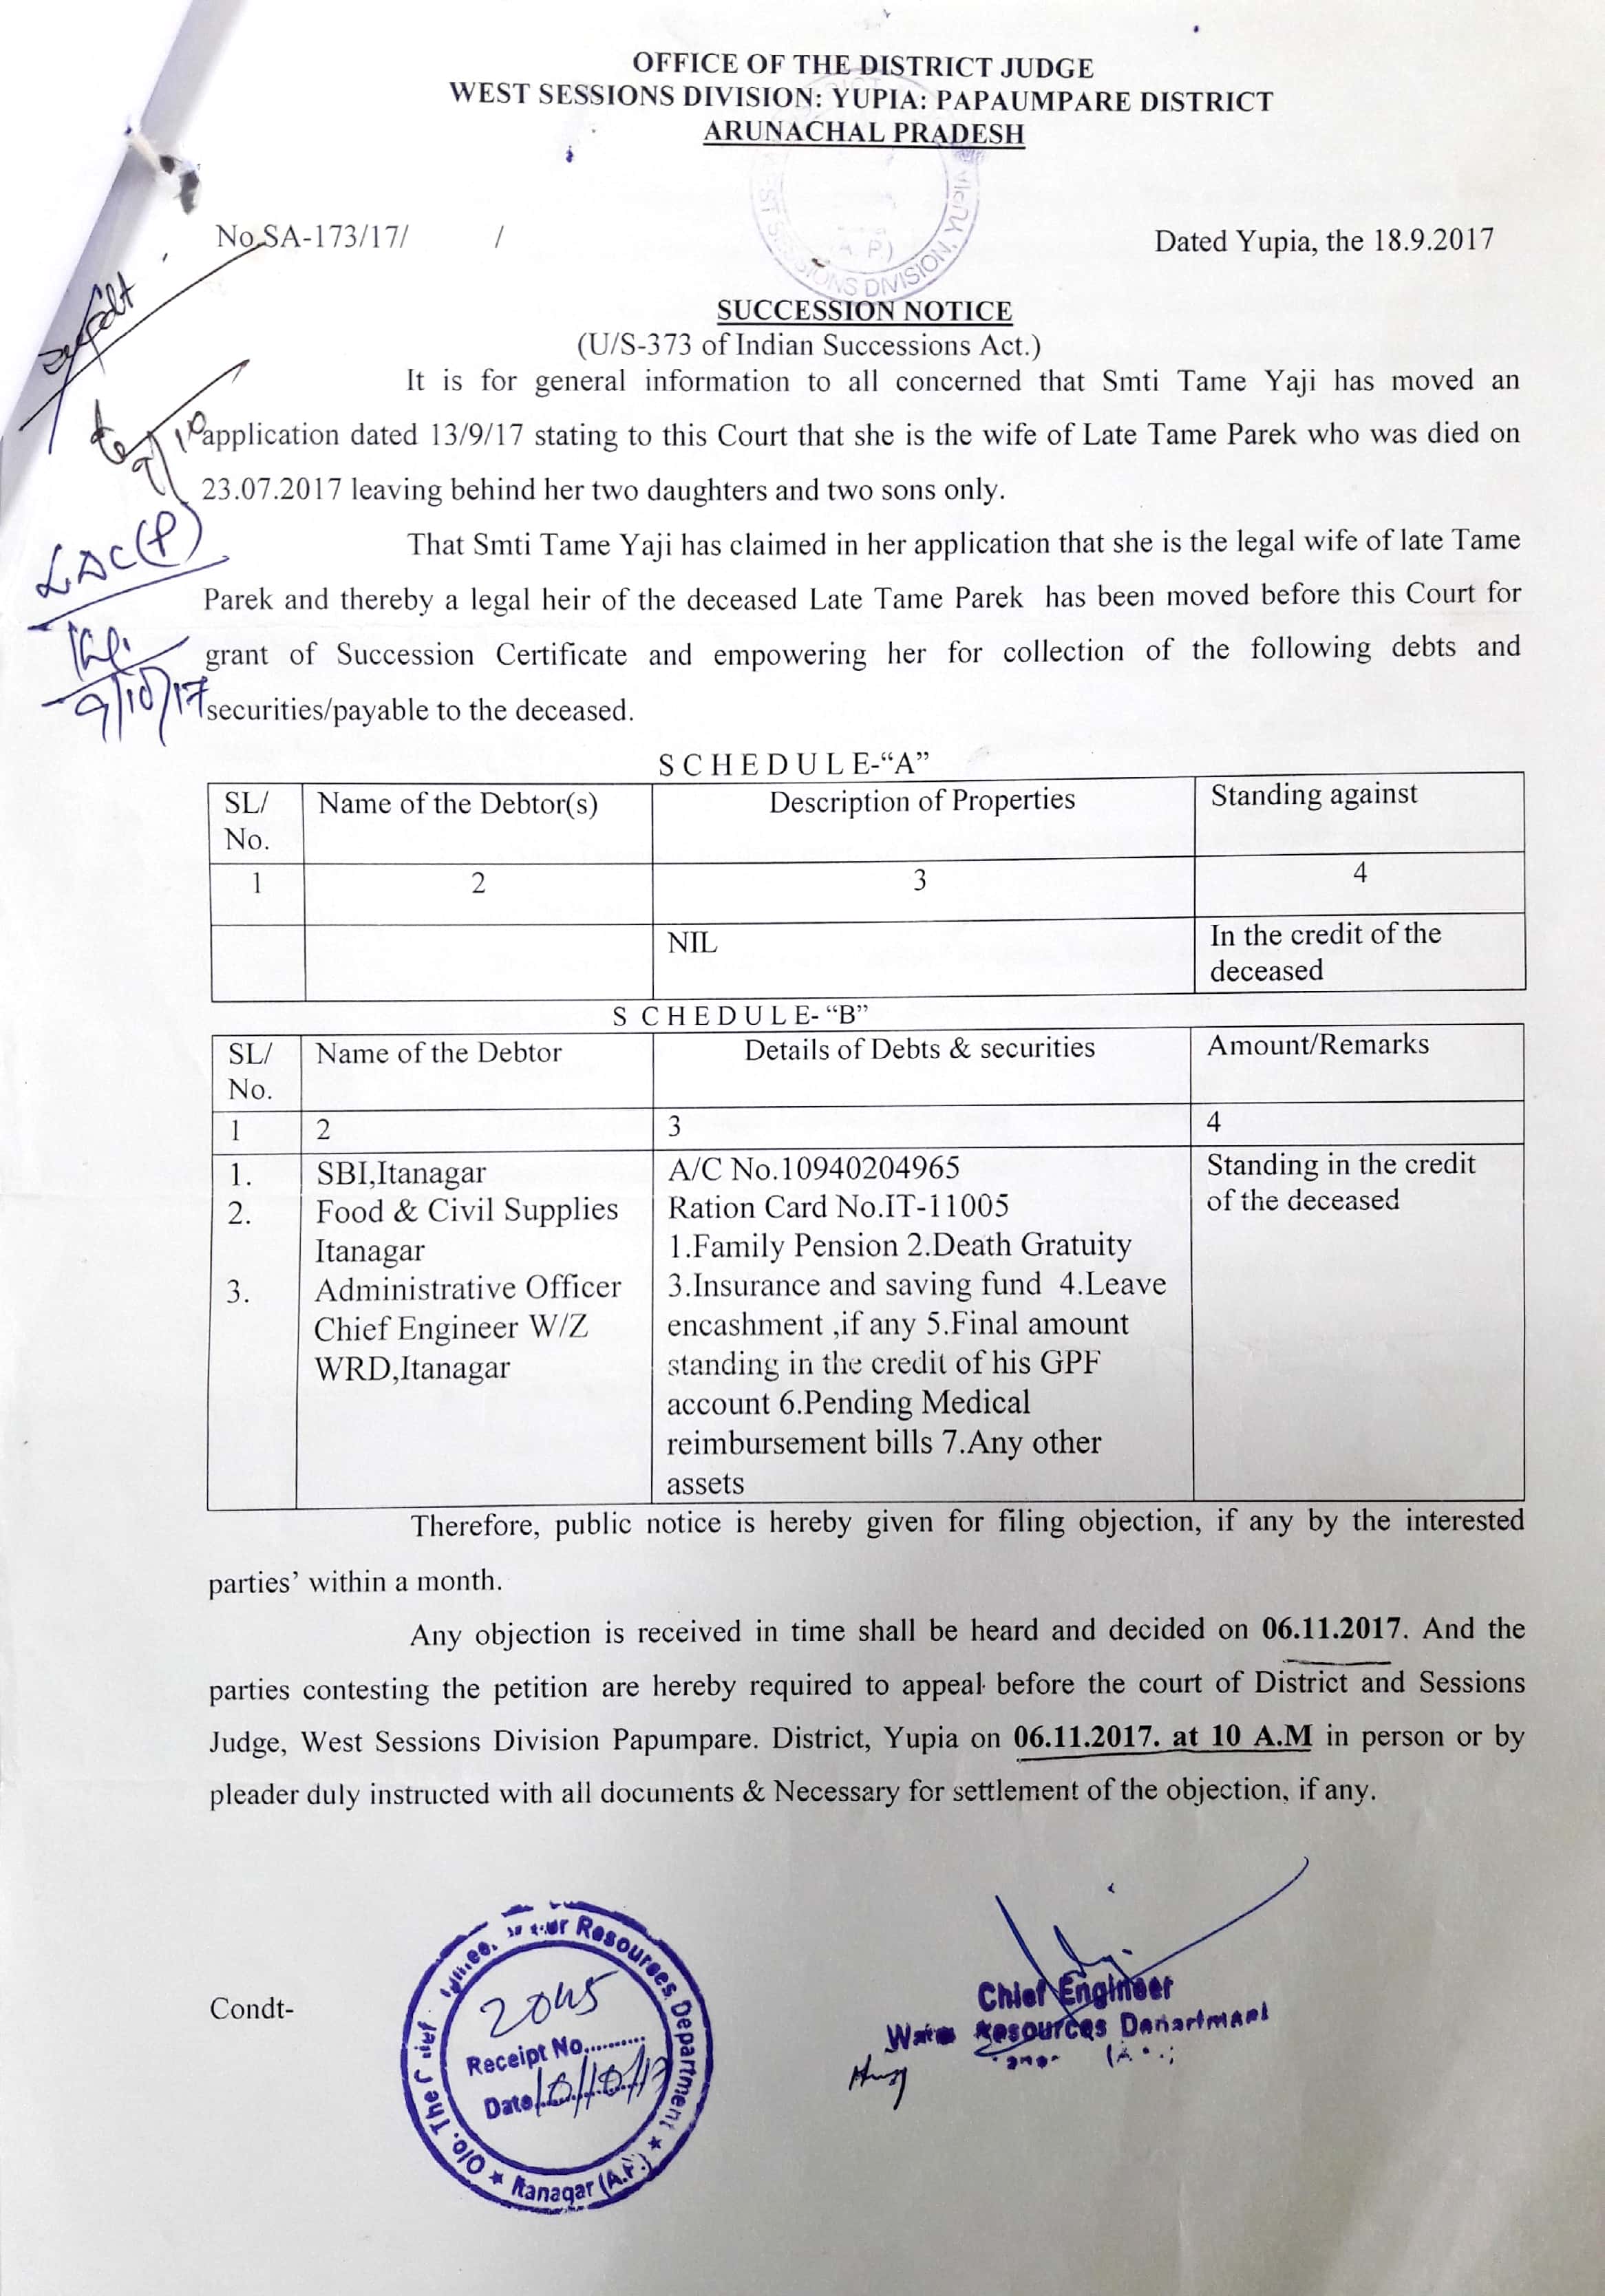 OFFICE OF THE DISTRICT JUDGE
WEST SESSIONS DIVISION: YUPIA: PAPAUMPARE DISTRICT
ARUNACHAL PRADESH
WEST SESSIONS DIVISION, YUPIA
(A.P.)
No.SA-173/17/ /
Dated Yupia, the 18.9.2017
SUCCESSION NOTICE
(U/S-373 of Indian Successions Act.)
It is for general information to all concerned that Smti Tame Yaji has moved an
application dated 13/9/17 stating to this Court that she is the wife of Late Tame Parek who was died on
23.07.2017 leaving behind her two daughters and two sons only.
That Smti Tame Yaji has claimed in her application that she is the legal wife of late Tame
Parek and thereby a legal heir of the deceased Late Tame Parek has been moved before this Court for
grant of Succession Certificate and empowering her for collection of the following debts and
securities/payable to the deceased.
Supdt
9/10
LDC(P)
9/10/17
S C H E D U L E-“A”
SL/ No. Name of the Debtor(s) Description of Properties Standing against
1 2 3 4
NIL In the credit of the
deceased
S C H E D U L E- “B”
SL/ No. Name of the Debtor Details of Debts & securities Amount/Remarks
1 2 3 4
1. SBI,Itanagar A/C No.10940204965 Standing in the credit
2. Food & Civil Supplies Ration Card No.IT-11005 of the deceased
Itanagar 1.Family Pension 2.Death Gratuity
3. Administrative Officer 3.Insurance and saving fund 4.Leave
Chief Engineer W/Z encashment ,if any 5.Final amount
WRD,Itanagar standing in the credit of his GPF
account 6.Pending Medical
reimbursement bills 7.Any other
assets
Therefore, public notice is hereby given for filing objection, if any by the interested
parties’ within a month.
Any objection is received in time shall be heard and decided on 06.11.2017. And the
parties contesting the petition are hereby required to appeal before the court of District and Sessions
Judge, West Sessions Division Papumpare. District, Yupia on 06.11.2017. at 10 A.M in person or by
pleader duly instructed with all documents & Necessary for settlement of the objection, if any.
Condt-
O/o. The Chief Engineer Water Resources Department
2045
Receipt No..........
Date 10/10/17
Itanagar (A.P.)
Chief Engineer
Water Resources Department